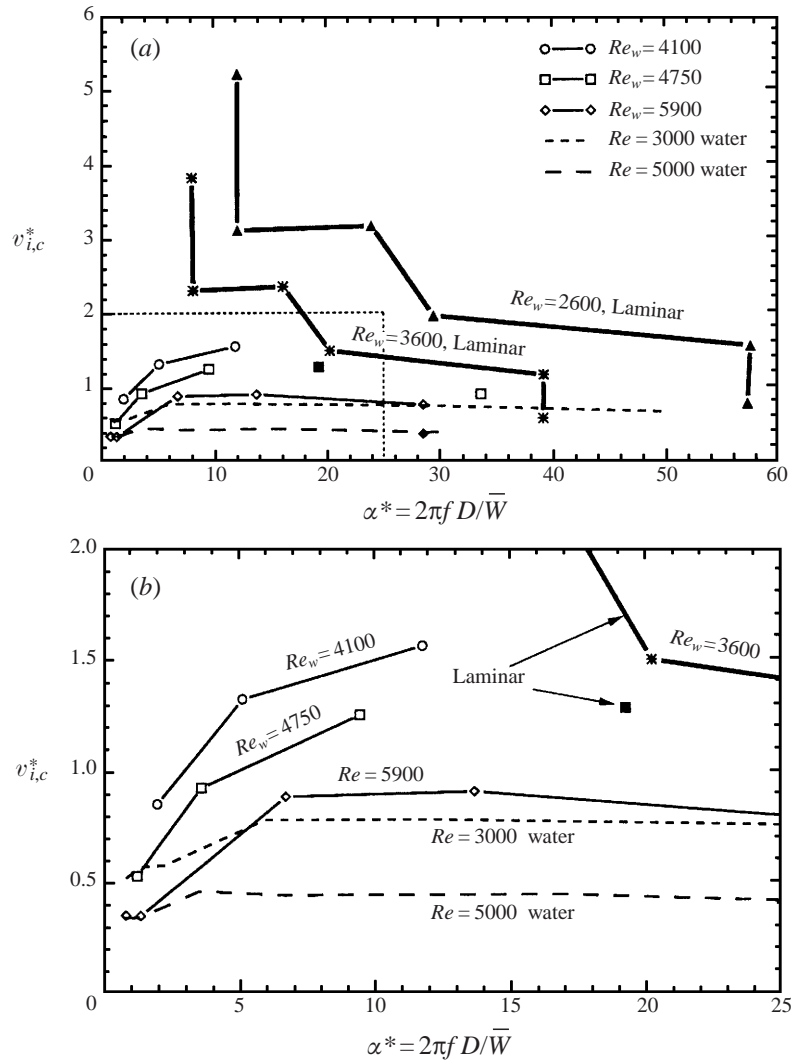 (a)
Re_w = 4100
Re_w = 4750
Re_w = 5900
Re = 3000 water
Re = 5000 water
6
5
4
3
2
1
0
v*_{i,c}
Re_w = 2600, Laminar
Re_w = 3600, Laminar
0 10 20 30 40 50 60
α* = 2πf D/W̅
(b)
2.0
1.5
1.0
0.5
0
v*_{i,c}
Re_w = 4100
Re_w = 3600
Laminar
Re_w = 4750
Re = 5900
Re = 3000 water
Re = 5000 water
0 5 10 15 20 25
α* = 2πf D/W̅